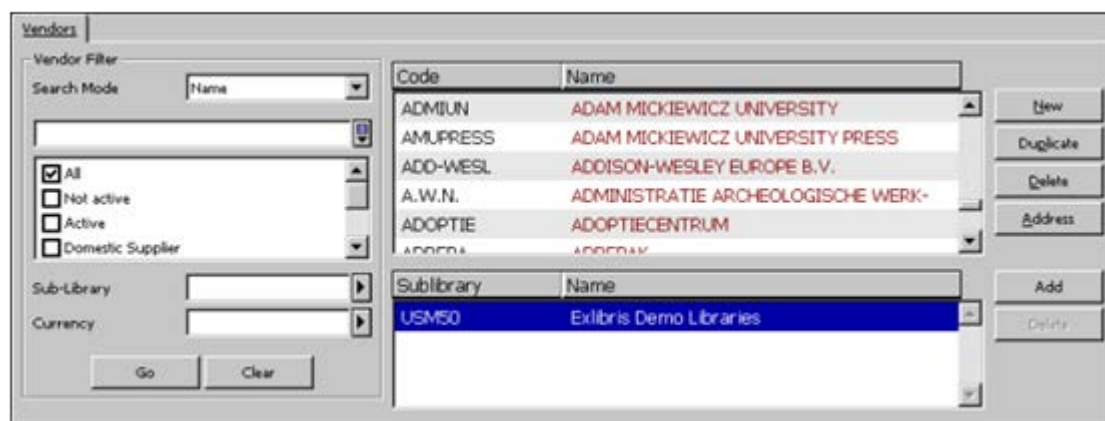 Vendors
Vendor Filter
Search Mode
Name
All
Not active
Active
Domestic Supplier
Sub-Library
Currency
Go Clear
Code Name
ADMIUN ADAM MICKIEWICZ UNIVERSITY
AMUPRESS ADAM MICKIEWICZ UNIVERSITY PRESS
ADD-WESL ADDISON-WESLEY EUROPE B.V.
A.W.N. ADMINISTRATIE ARCHEOLOGISCHE WERK-
ADOPTIE ADOPTIECENTRUM
Sublibrary Name
USM50 Exlibris Demo Libraries
New
Duplicate
Delete
Address
Add
Delete